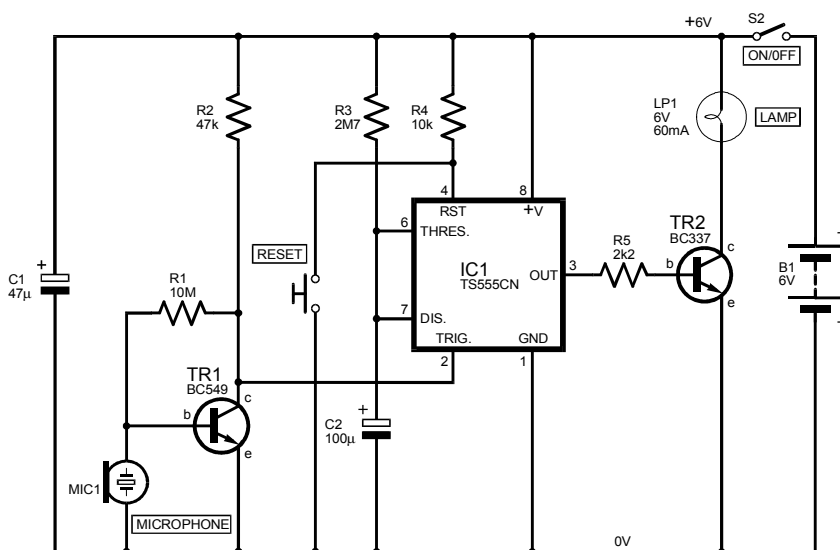 +6V
S2
ON/0FF
R2
47k
R3
2M7
R4
10k
LP1
6V
60mA
LAMP
4
8
RST
+V
6
THRES.
RESET
IC1
TS555CN
OUT
3
R5
2k2
TR2
BC337
b
c
e
+
B1
6V
C1
47µ
+
R1
10M
7
DIS.
TRIG.
GND
2
1
TR1
BC549
b
c
e
+
C2
100µ
MIC1
MICROPHONE
0V